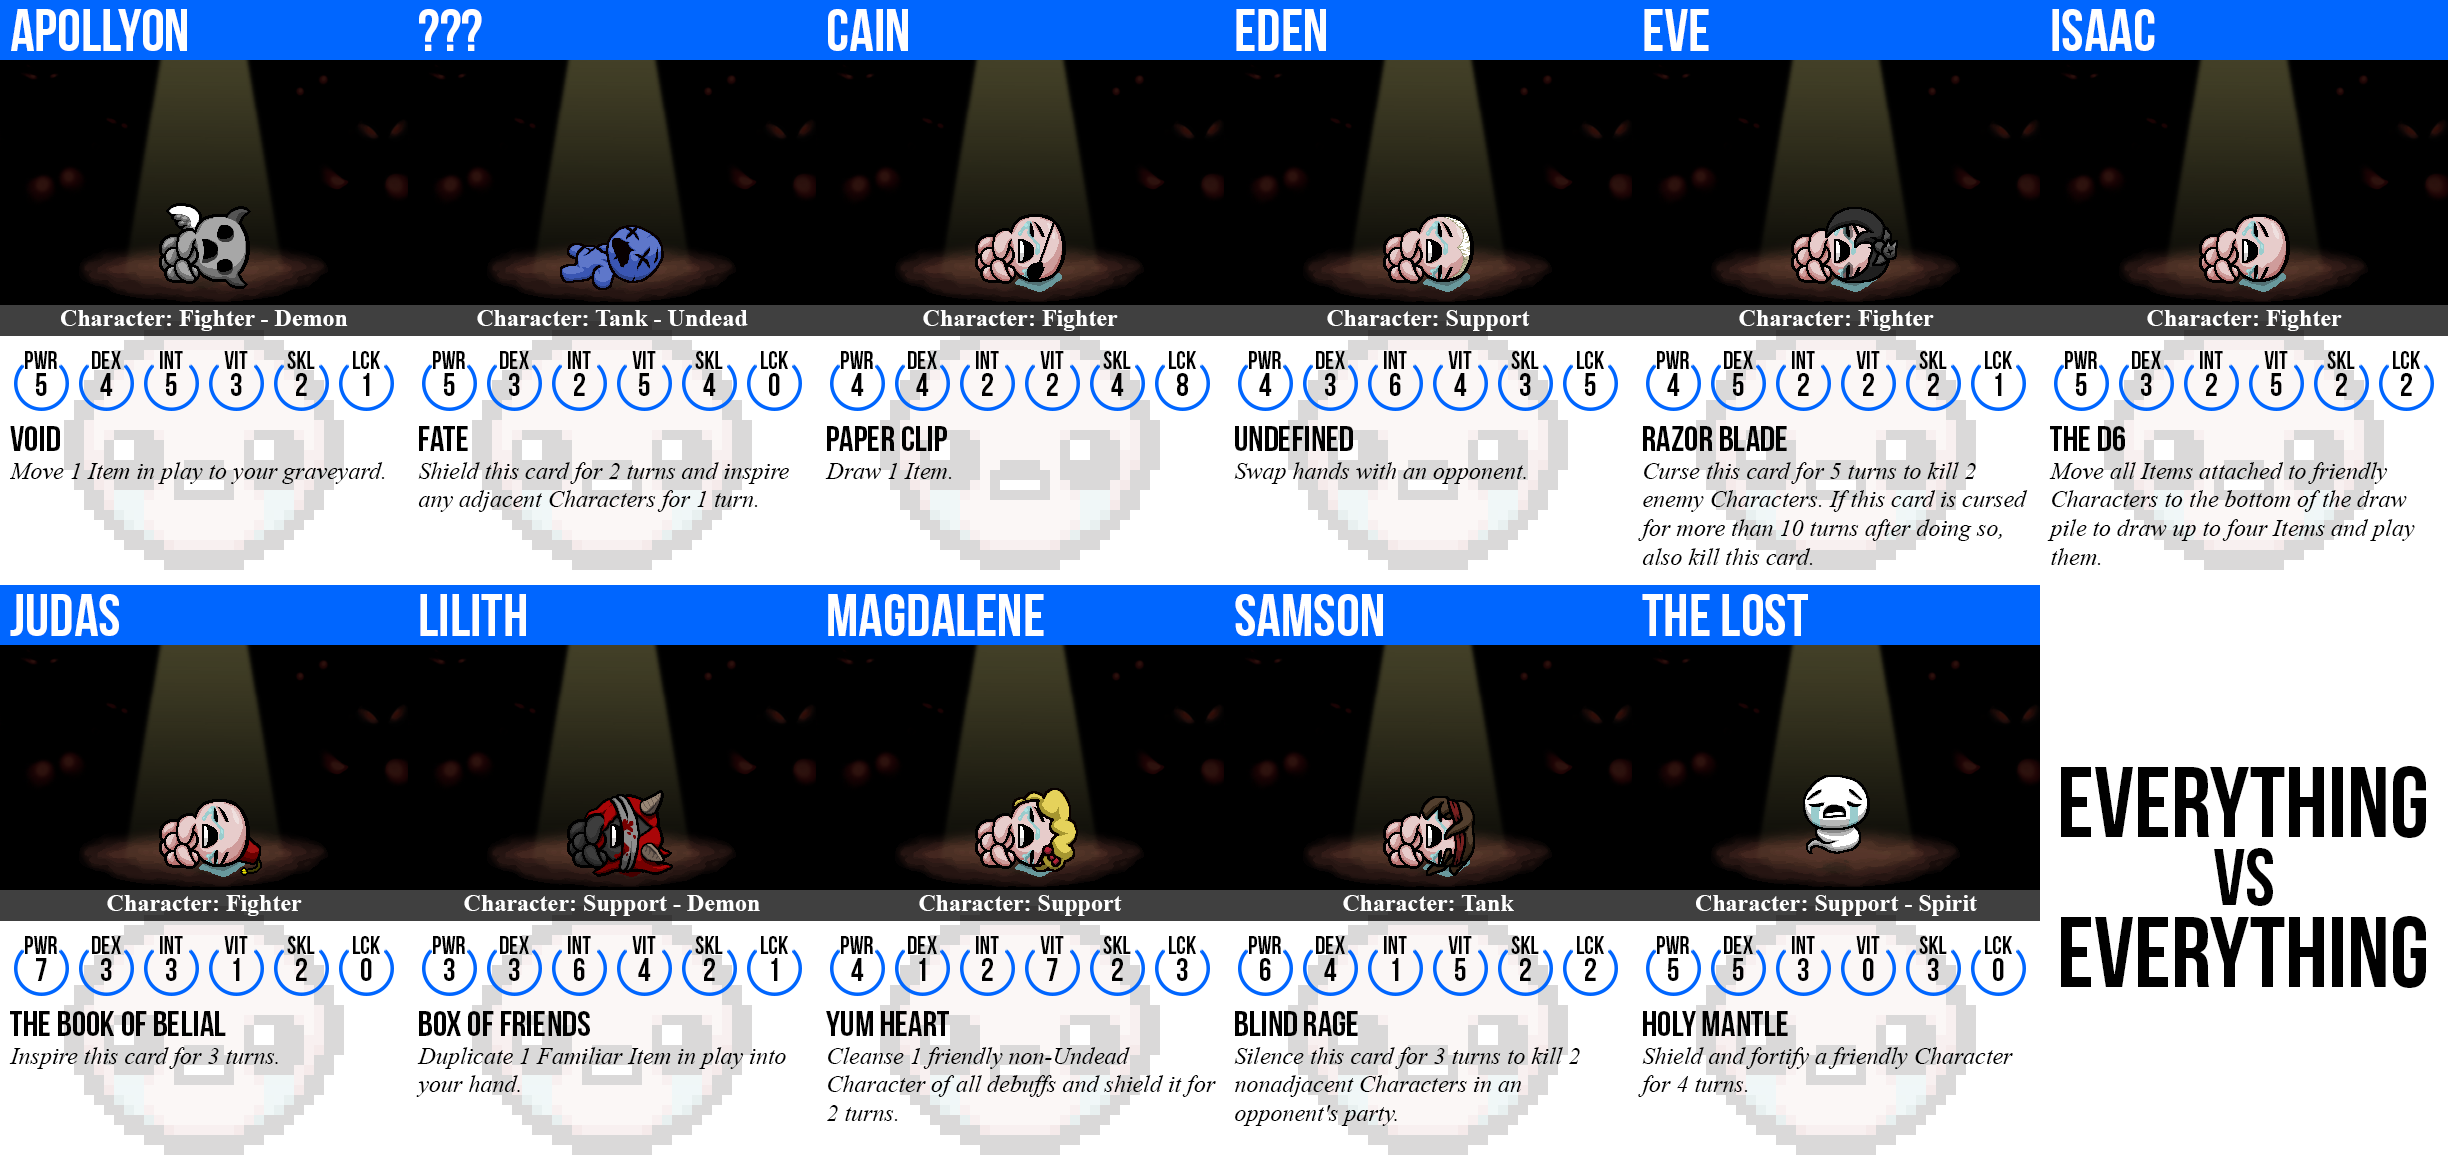 APOLLYON
Character: Fighter - Demon
PWR DEX INT VIT SKL LCK
5 4 5 3 2 1
VOID
Move 1 Item in play to your graveyard.
???
Character: Tank - Undead
PWR DEX INT VIT SKL LCK
5 3 2 5 4 0
FATE
Shield this card for 2 turns and inspire
any adjacent Characters for 1 turn.
CAIN
Character: Fighter
PWR DEX INT VIT SKL LCK
4 4 2 2 4 8
PAPER CLIP
Draw 1 Item.
EDEN
Character: Support
PWR DEX INT VIT SKL LCK
4 3 6 4 3 5
UNDEFINED
Swap hands with an opponent.
EVE
Character: Fighter
PWR DEX INT VIT SKL LCK
4 5 2 2 2 1
RAZOR BLADE
Curse this card for 5 turns to kill 2
enemy Characters. If this card is cursed
for more than 10 turns after doing so,
also kill this card.
ISAAC
Character: Fighter
PWR DEX INT VIT SKL LCK
5 3 2 5 2 2
THE D6
Move all Items attached to friendly
Characters to the bottom of the draw
pile to draw up to four Items and play
them.
JUDAS
Character: Fighter
PWR DEX INT VIT SKL LCK
7 3 3 1 2 0
THE BOOK OF BELIAL
Inspire this card for 3 turns.
LILITH
Character: Support - Demon
PWR DEX INT VIT SKL LCK
3 3 6 4 2 1
BOX OF FRIENDS
Duplicate 1 Familiar Item in play into
your hand.
MAGDALENE
Character: Support
PWR DEX INT VIT SKL LCK
4 1 2 7 2 3
YUM HEART
Cleanse 1 friendly non-Undead
Character of all debuffs and shield it for
2 turns.
SAMSON
Character: Tank
PWR DEX INT VIT SKL LCK
6 4 1 5 2 2
BLIND RAGE
Silence this card for 3 turns to kill 2
nonadjacent Characters in an
opponent's party.
THE LOST
Character: Support - Spirit
PWR DEX INT VIT SKL LCK
5 5 3 0 3 0
HOLY MANTLE
Shield and fortify a friendly Character
for 4 turns.
EVERYTHING
VS
EVERYTHING